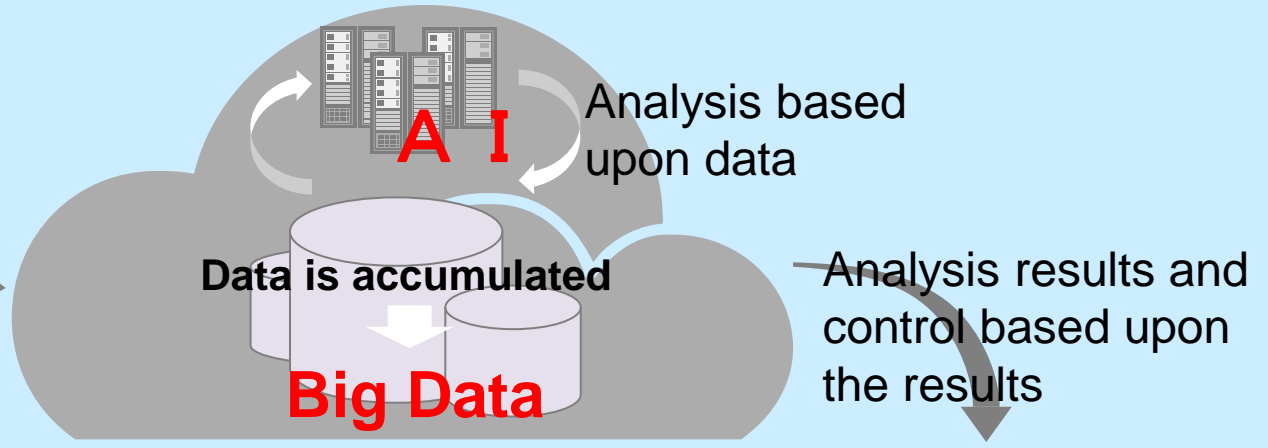 A I
Analysis based
upon data
Data is accumulated
Big Data
Analysis results and
control based upon
the results